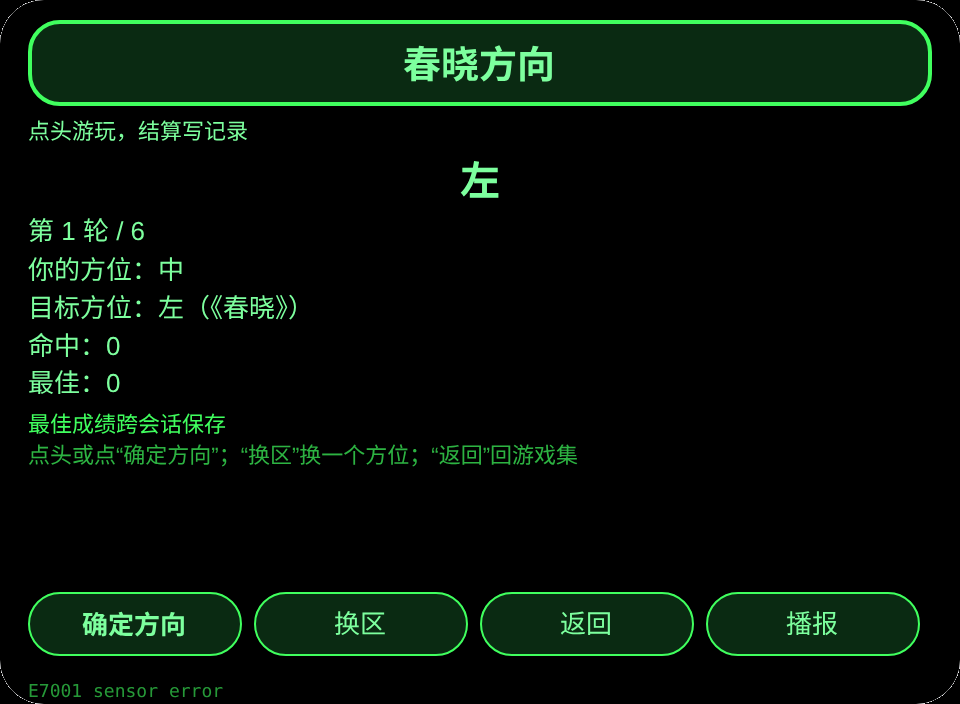 春晓方向
点头游玩，结算写记录
左
第 1 轮 / 6
你的方位：中
目标方位：左（《春晓》）
命中：0
最佳：0
最佳成绩跨会话保存
点头或点“确定方向”；“换区”换一个方位；“返回”回游戏集
确定方向
换区
返回
播报
E7001 sensor error